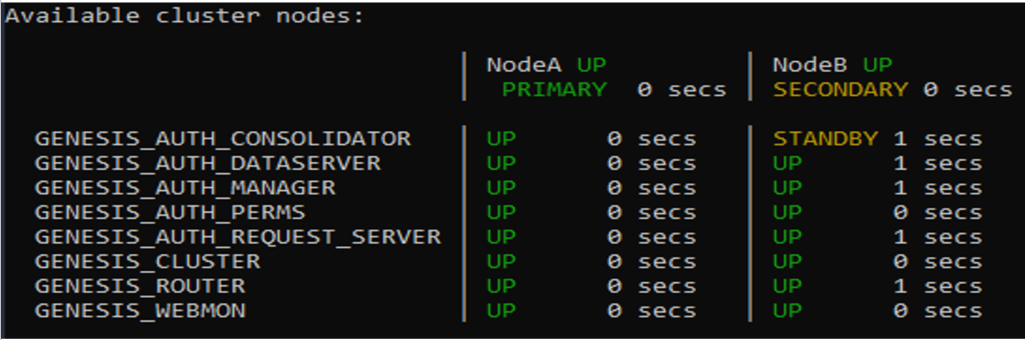 Available cluster nodes:
| NodeA UP | NodeB UP
| PRIMARY 0 secs | SECONDARY 0 secs
GENESIS_AUTH_CONSOLIDATOR | UP 0 secs | STANDBY 1 secs
GENESIS_AUTH_DATASERVER | UP 0 secs | UP 1 secs
GENESIS_AUTH_MANAGER | UP 0 secs | UP 1 secs
GENESIS_AUTH_PERMS | UP 0 secs | UP 0 secs
GENESIS_AUTH_REQUEST_SERVER | UP 0 secs | UP 1 secs
GENESIS_CLUSTER | UP 0 secs | UP 0 secs
GENESIS_ROUTER | UP 0 secs | UP 1 secs
GENESIS_WEBMON | UP 0 secs | UP 0 secs